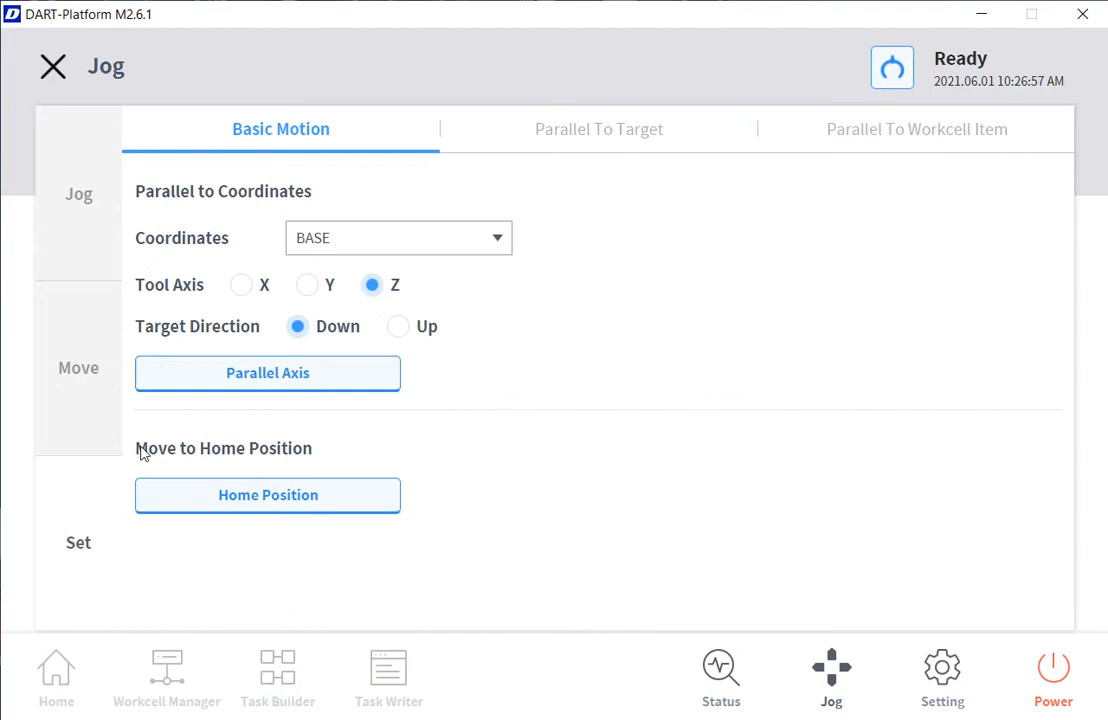 DART-Platform M2.6.1
Jog
Ready
2021.06.01 10:26:57 AM
Jog
Move
Set
Basic Motion
Parallel To Target
Parallel To Workcell Item
Parallel to Coordinates
Coordinates BASE
Tool Axis X Y Z
Target Direction Down Up
Parallel Axis
Move to Home Position
Home Position
Home
Workcell Manager
Task Builder
Task Writer
Status
Jog
Setting
Power